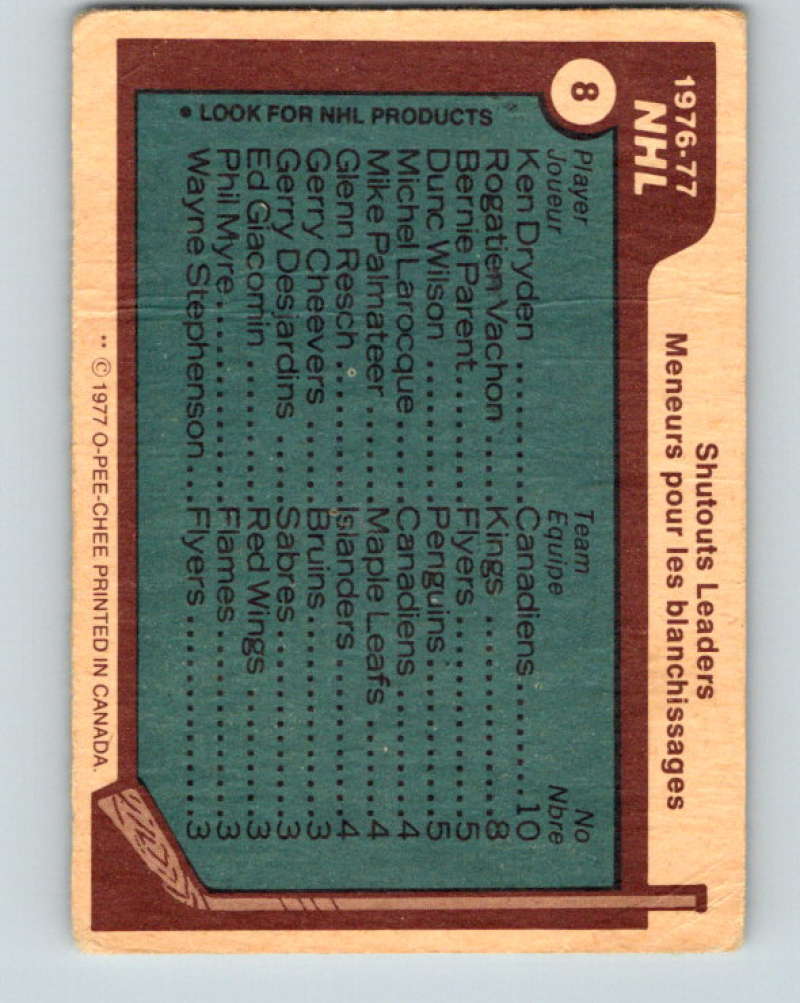 1976-77
NHL
Shutouts Leaders
Meneurs pour les blanchissages
8
Player Team No
Joueur Equipe Nbre
Ken Dryden ........... Canadiens ........ 10
Rogatien Vachon ..... Kings ............ 8
Bernie Parent ........ Flyers ........... 5
Dunc Wilson .......... Penguins ......... 5
Michel Larocque ...... Canadiens ........ 4
Mike Palmateer ....... Maple Leafs ...... 4
Glenn Resch .......... Islanders ........ 4
Gerry Cheevers ....... Bruins ........... 3
Gerry Desjardins ..... Sabres ........... 3
Ed Giacomin .......... Red Wings ........ 3
Phil Myre ............ Flames ........... 3
Wayne Stephenson ... Flyers ........... 3
• LOOK FOR NHL PRODUCTS
** © 1977 O-PEE-CHEE PRINTED IN CANADA.